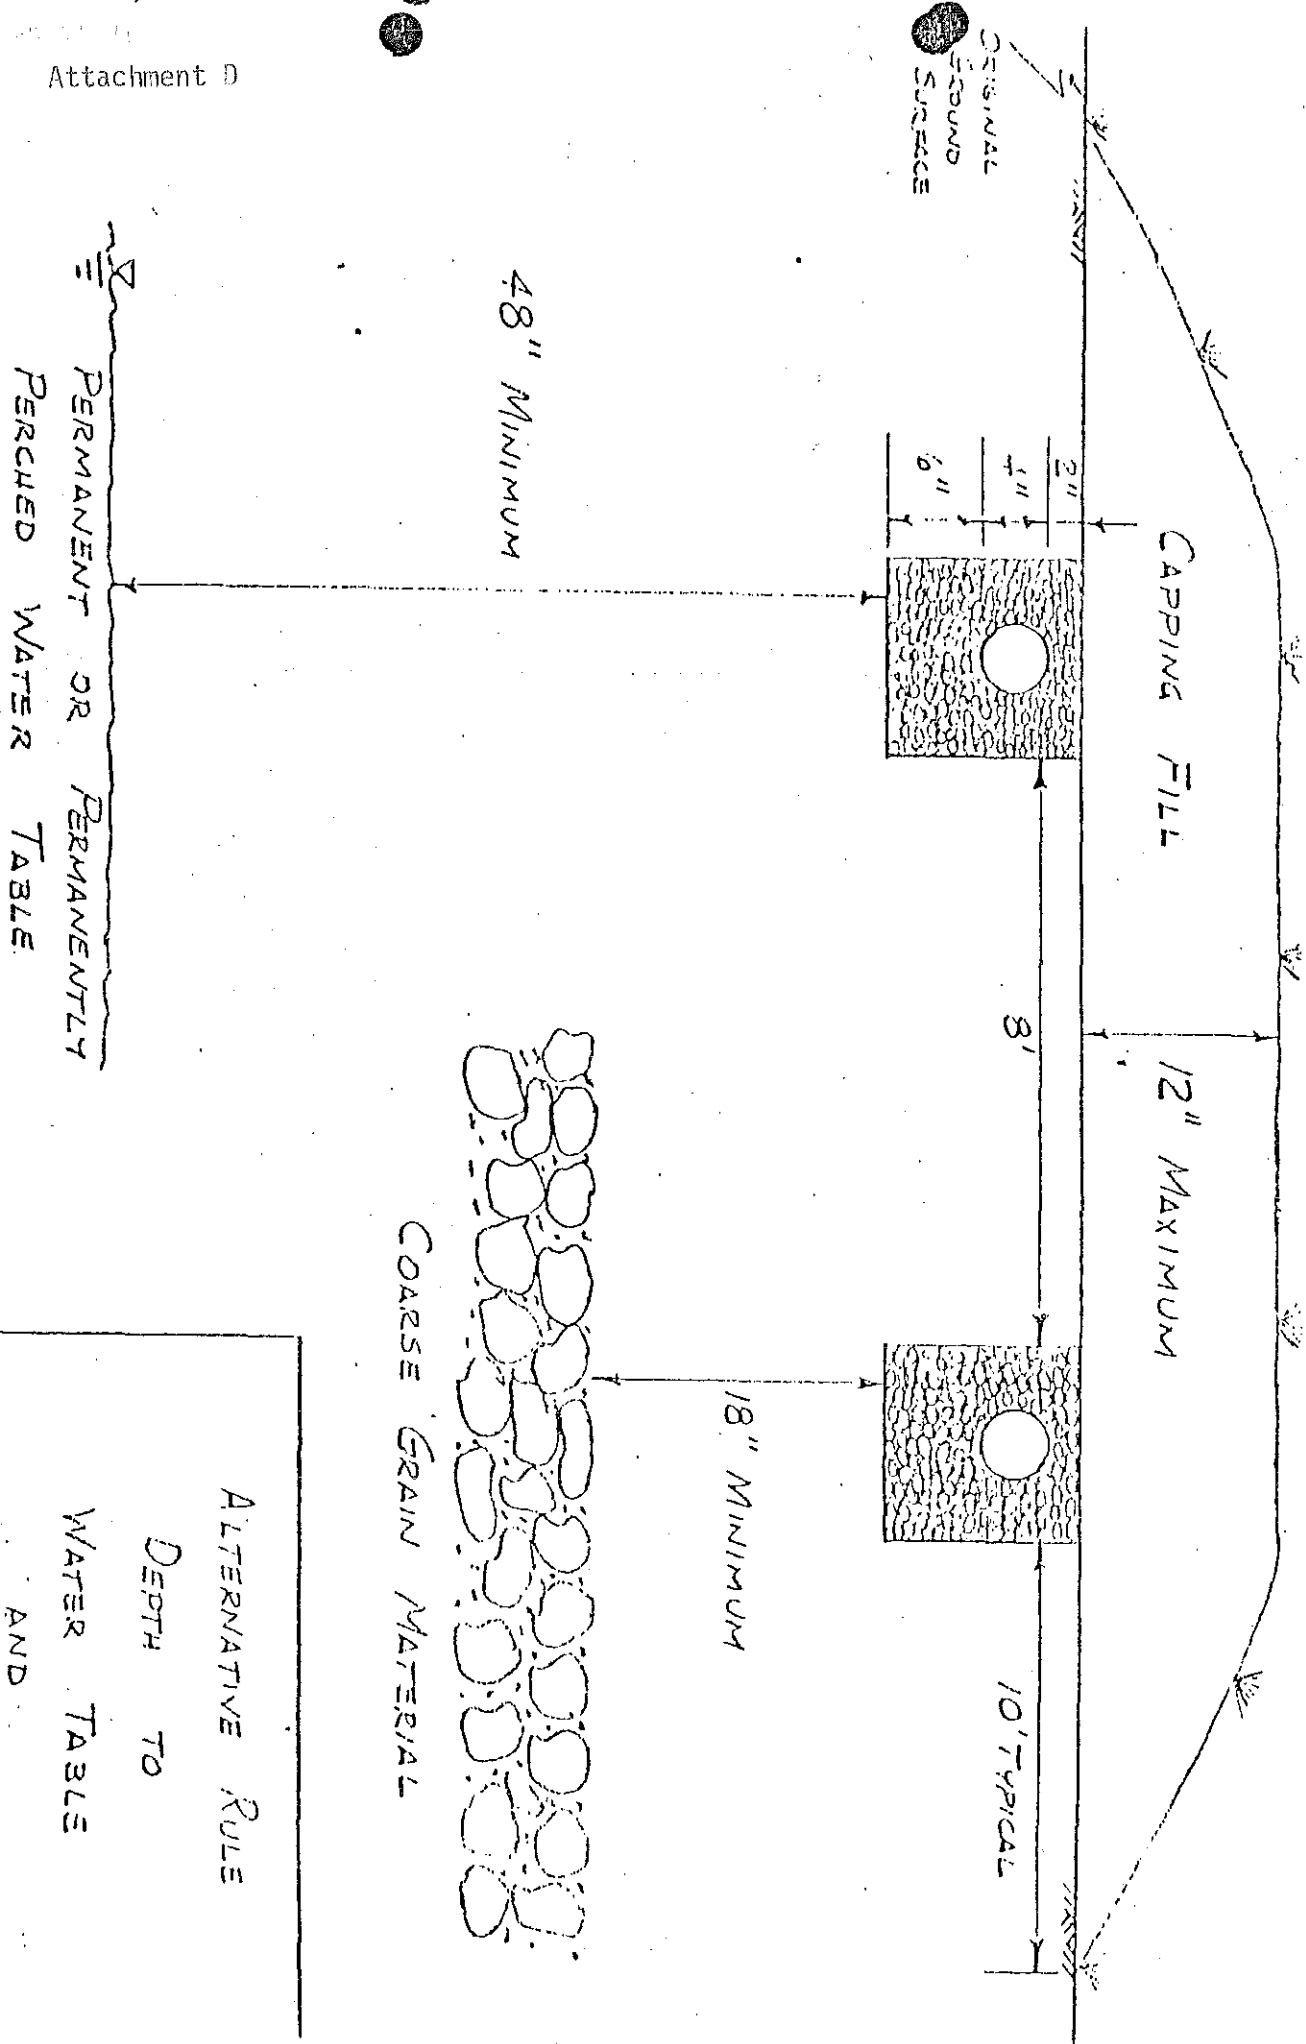 Attachment D
ORIGINAL
GROUND
SURFACE
CAPPING FILL
12" MAXIMUM
2"
4"
6"
8'
10' TYPICAL
48" MINIMUM
18" MINIMUM
COARSE GRAIN MATERIAL
PERMANENT OR PERMANENTLY
PERCHED WATER TABLE
ALTERNATIVE RULE
DEPTH TO
WATER TABLE
AND